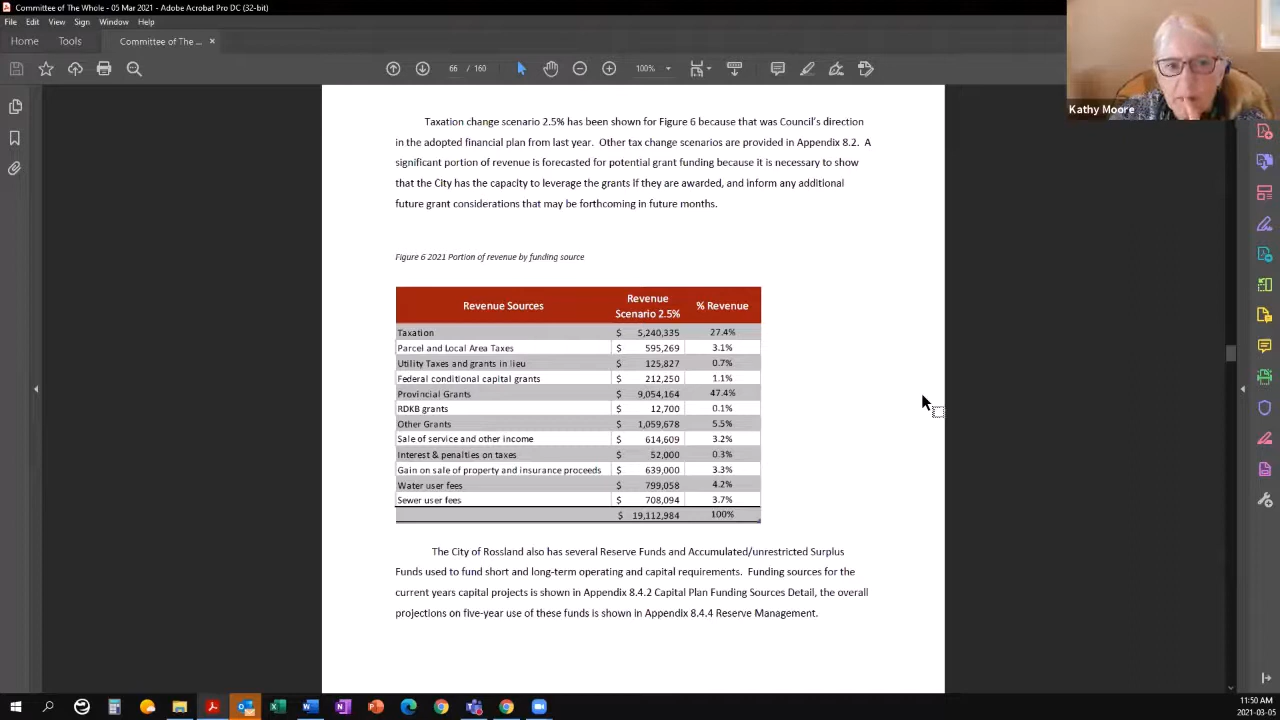 Committee of The Whole - 05 Mar 2021 - Adobe Acrobat Pro DC (32-bit)
File Edit View Sign Window Help
Home Tools Committee of The ... ×
66 / 160 100%
Kathy Moore
Taxation change scenario 2.5% has been shown for Figure 6 because that was Council's direction
in the adopted financial plan from last year. Other tax change scenarios are provided in Appendix 8.2. A
significant portion of revenue is forecasted for potential grant funding because it is necessary to show
that the City has the capacity to leverage the grants if they are awarded, and inform any additional
future grant considerations that may be forthcoming in future months.
Figure 6 2021 Portion of revenue by funding source
Revenue Sources Revenue Scenario 2.5% % Revenue
Taxation $ 5,240,335 27.4%
Parcel and Local Area Taxes $ 595,269 3.1%
Utility Taxes and grants in lieu $ 125,827 0.7%
Federal conditional capital grants $ 212,250 1.1%
Provincial Grants $ 9,054,164 47.4%
RDKB grants $ 12,700 0.1%
Other Grants $ 1,059,678 5.5%
Sale of service and other income $ 614,609 3.2%
Interest & penalties on taxes $ 52,000 0.3%
Gain on sale of property and insurance proceeds $ 639,000 3.3%
Water user fees $ 799,058 4.2%
Sewer user fees $ 708,094 3.7%
$ 19,112,984 100%
The City of Rossland also has several Reserve Funds and Accumulated/unrestricted Surplus
Funds used to fund short and long-term operating and capital requirements. Funding sources for the
current years capital projects is shown in Appendix 8.4.2 Capital Plan Funding Sources Detail, the overall
projections on five-year use of these funds is shown in Appendix 8.4.4 Reserve Management.
11:50 AM
2021-03-05